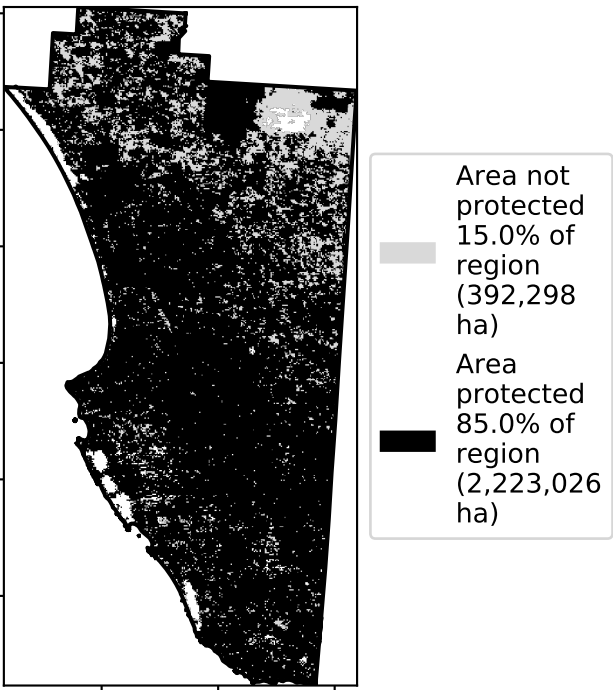 Area not
protected
15.0% of
region
(392,298
ha)
Area
protected
85.0% of
region
(2,223,026
ha)